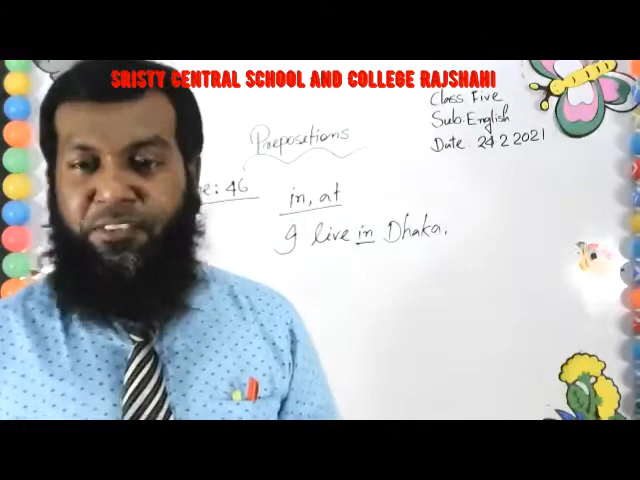 SRISTY CENTRAL SCHOOL AND COLLEGE RAJSHAHI
Class: Five
Sub: English
Date. 24 2 2021
Prepositions
: 46
in, at
I live in Dhaka.